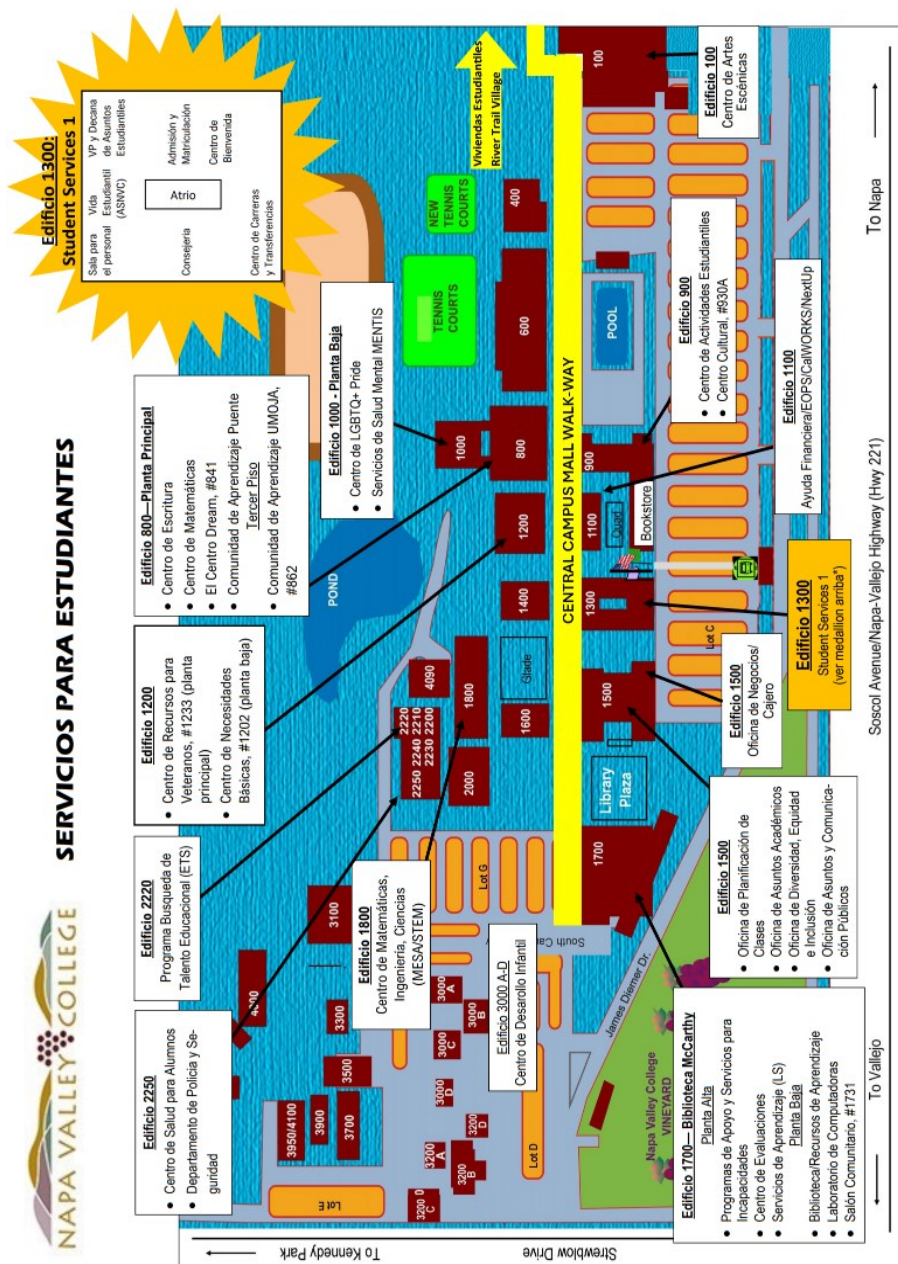 NAPA VALLEY COLLEGE
SERVICIOS PARA ESTUDIANTES
Edificio 2250
• Centro de Salud para Alumnos
• Departamento de Policia y Se-
guridad
Edificio 2220
Programa Busqueda de
Talento Educacional (ETS)
Edificio 1200
• Centro de Recursos para
Veteranos, #1233 (planta
principal)
• Centro de Necesidades
Básicas, #1202 (planta baja)
Edificio 800—Planta Principal
• Centro de Escritura
• Centro de Matemáticas
• El Centro Dream, #841
• Comunidad de Aprendizaje Puente
Tercer Piso
• Comunidad de Aprendizaje UMOJA,
#862
Edificio 1300:
Student Services 1
Sala para
el personal
Vida
Estudiantil
(ASNVC)
VP y Decana
de Asuntos
Estudiantiles
Consejería
Atrio
Admisión y
Matriculación
Centro de Carreras
y Transferencias
Centro de
Bienvenida
Edificio 1000 - Planta Baja
• Centro de LGBTQ+ Pride
• Servicios de Salud Mental MENTIS
Edificio 1800
Centro de Matemáticas,
Ingeniería, Ciencias
(MESA/STEM)
Edificio 3000 A-D
Centro de Desarollo Infantil
Viviendas Estudiantiles
River Trail Village
POND
TENNIS
COURTS
NEW
TENNIS
COURTS
3100
3300
3500
3950/4100
3900
3700
3000
A
3000
B
3000
C
3000
D
3200
A
3200
B
3200
C
3200
D
Lot E
Lot D
Lot G
2220
2250 2240 2210
2230 2200
4090
2000
1800
1600
Glade
1400
1200
1000
800
600
400
CENTRAL CAMPUS MALL WALK-WAY
100
1700
Library
Plaza
1500
1300
1100
Quad
Bookstore
900
POOL
Lot C
James Diemer Dr.
Napa Valley College
VINEYARD
To Kennedy Park
Strewblow Drive
Edificio 100
Centro de Artes
Escénicas
Edificio 900
• Centro de Actividades Estudiantiles
• Centro Cultural, #930A
Edificio 1100
Ayuda Financiera/EOPS/CalWORKS/NextUp
Edificio 1300
Student Services 1
(ver medallion arriba*)
Edificio 1500
Oficina de Negocios/
Cajero
Edificio 1500
• Oficina de Planificación de
Clases
• Oficina de Asuntos Académicos
• Oficina de Diversidad, Equidad
e Inclusión
• Oficina de Asuntos y Comunica-
ción Públicos
Edificio 1700— Biblioteca McCarthy
Planta Alta
• Programas de Apoyo y Servicios para
Incapacidades
• Centro de Evaluaciones
• Servicios de Aprendizaje (LS)
Planta Baja
• Biblioteca/Recursos de Aprendizaje
• Laboratorio de Computadoras
• Salón Comunitario, #1731
To Vallejo
Soscol Avenue/Napa-Vallejo Highway (Hwy 221)
To Napa